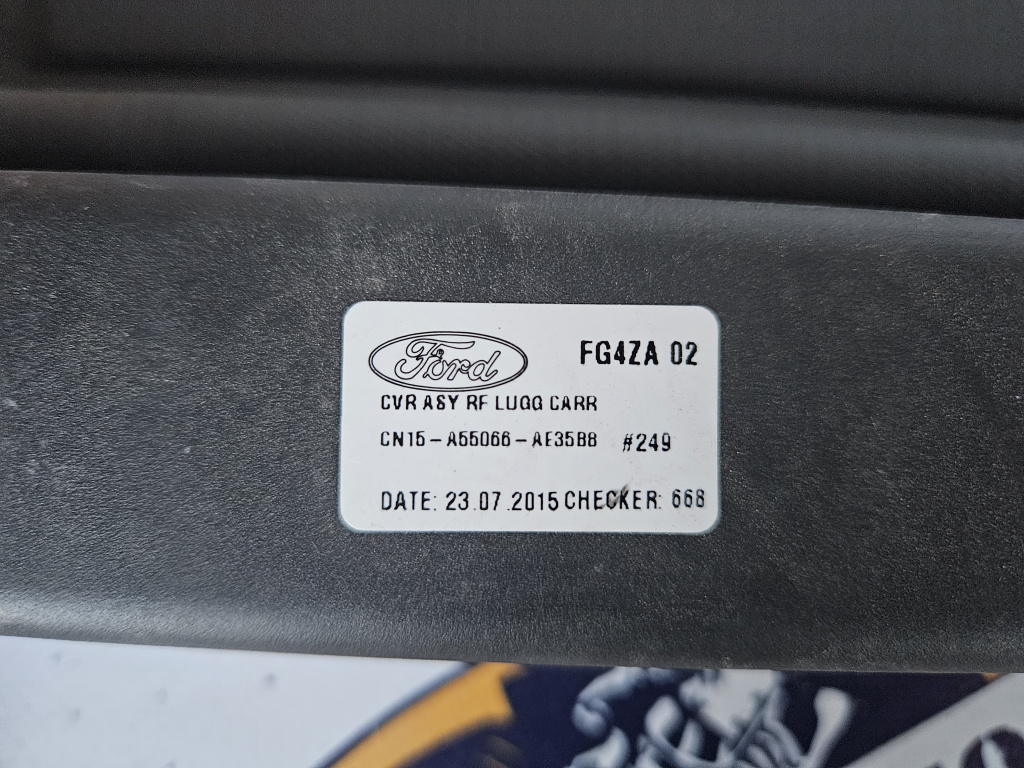 Ford
FG4ZA 02
CVR ASY RF LUGG CARR
CN15-A55066-AE35B8 #249
DATE: 23.07.2015 CHECKER: 668